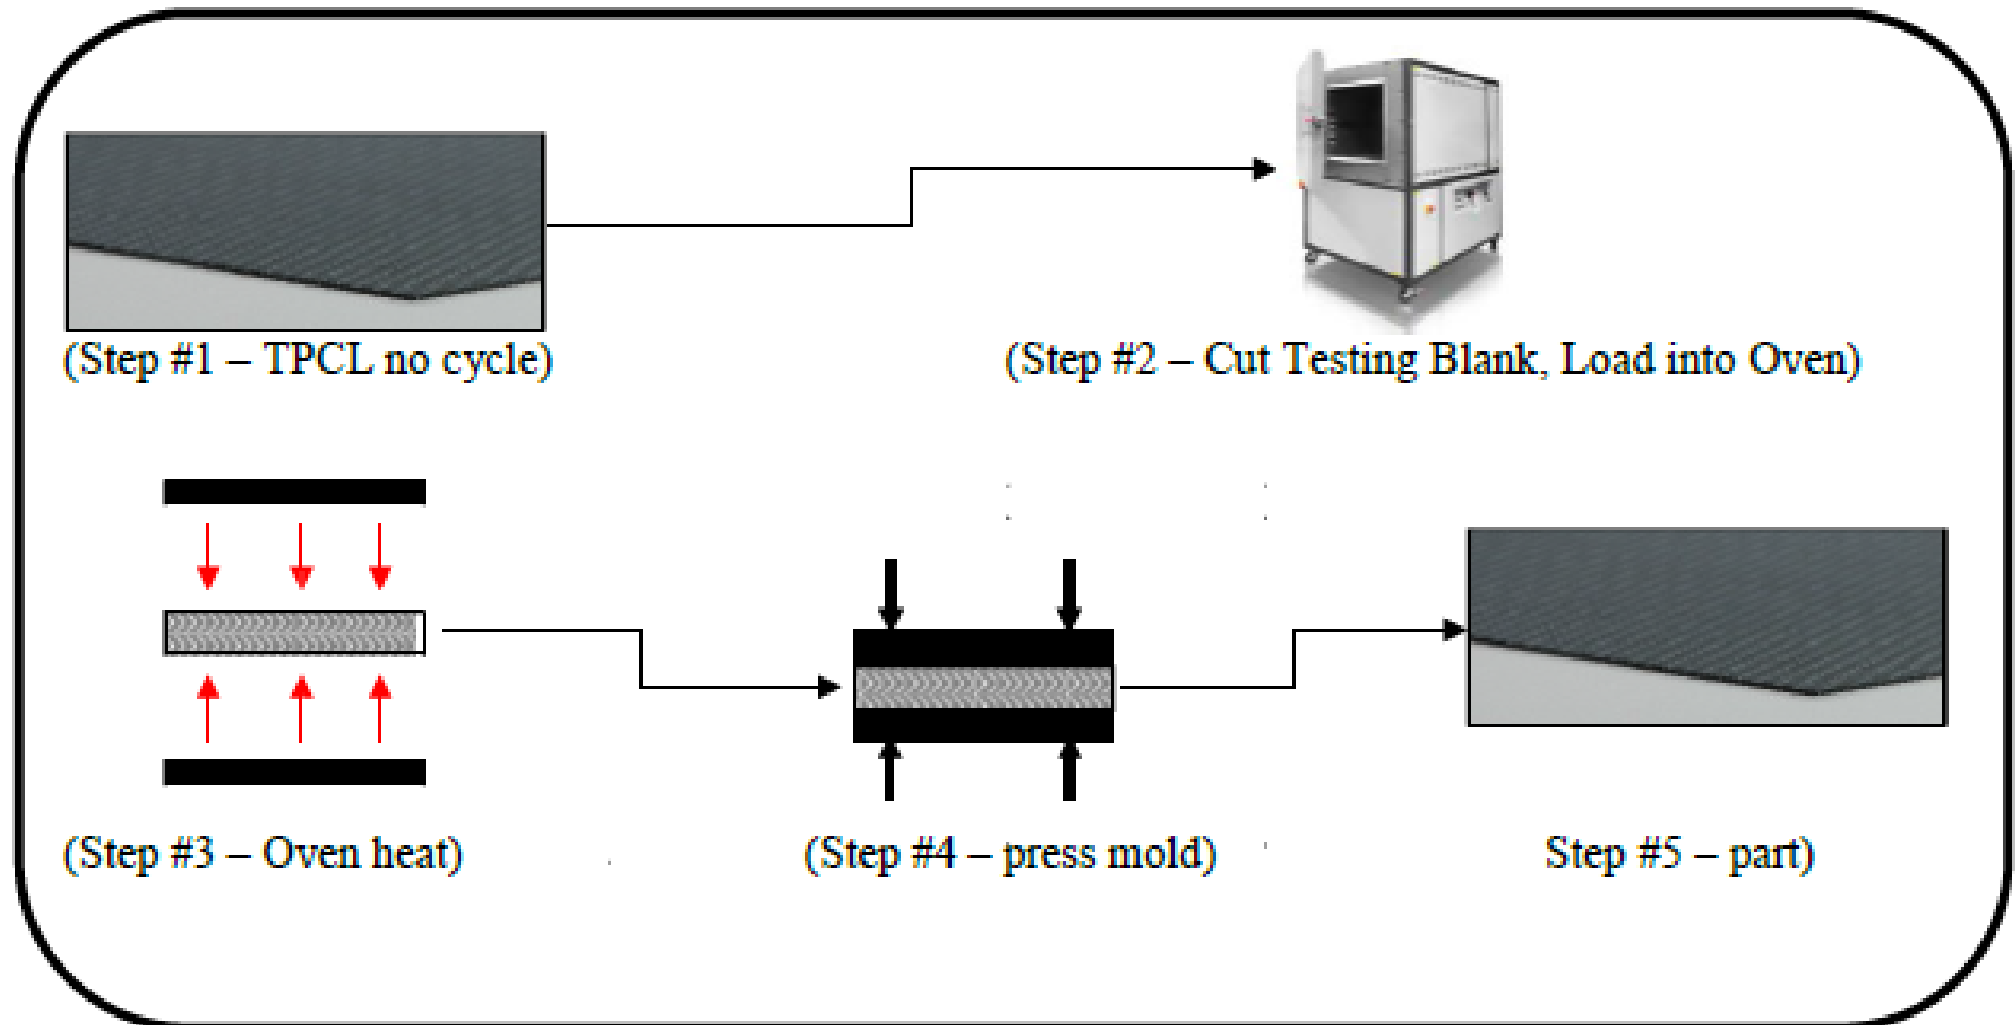 (Step #1 – TPCL no cycle)
(Step #2 – Cut Testing Blank, Load into Oven)
(Step #3 – Oven heat)
(Step #4 – press mold)
Step #5 – part)